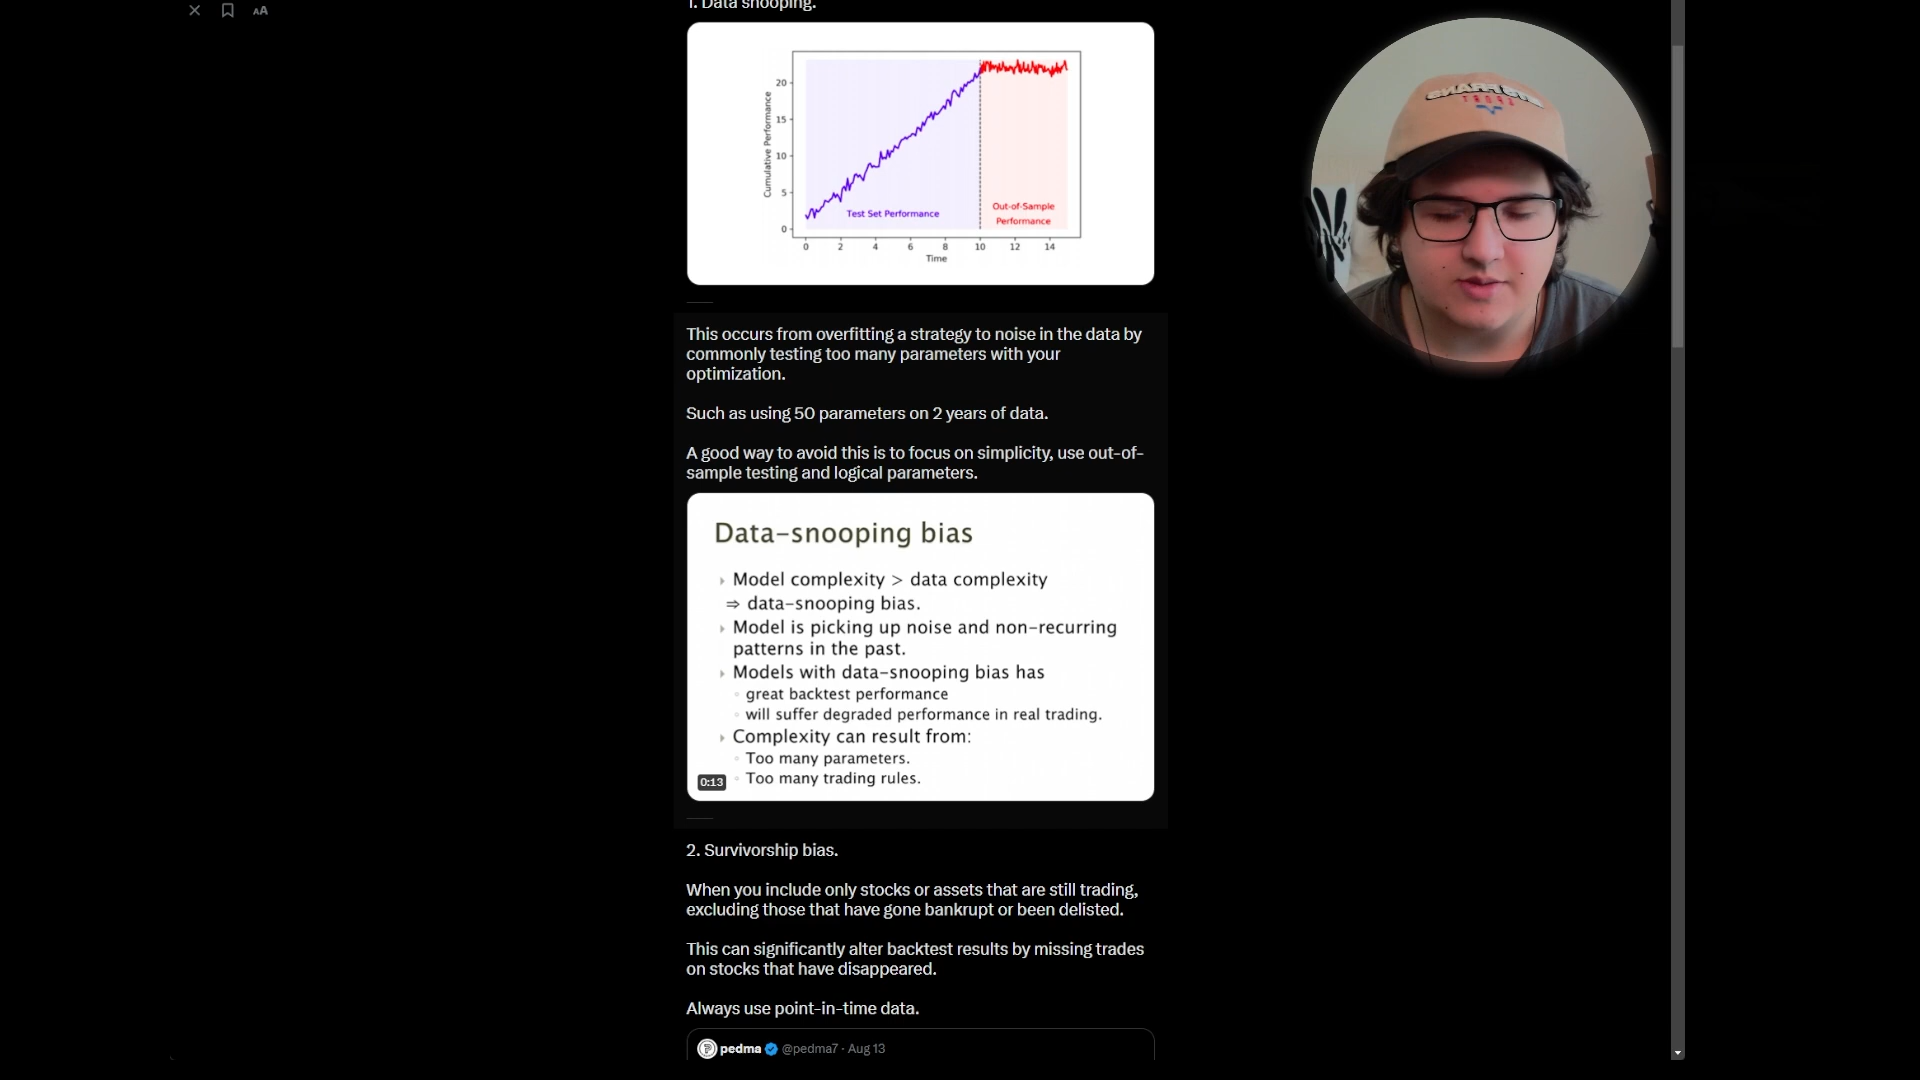 AA
1. Data snooping.
20
15
10
5
0
Cumulative Performance
Test Set Performance
Out-of-Sample
Performance
0 2 4 6 8 10 12 14
Time
This occurs from overfitting a strategy to noise in the data by
commonly testing too many parameters with your
optimization.
Such as using 50 parameters on 2 years of data.
A good way to avoid this is to focus on simplicity, use out-of-
sample testing and logical parameters.
Data-snooping bias
Model complexity > data complexity
⇒ data-snooping bias.
Model is picking up noise and non-recurring
patterns in the past.
Models with data-snooping bias has
great backtest performance
will suffer degraded performance in real trading.
Complexity can result from:
Too many parameters.
0:13
Too many trading rules.
2. Survivorship bias.
When you include only stocks or assets that are still trading,
excluding those that have gone bankrupt or been delisted.
This can significantly alter backtest results by missing trades
on stocks that have disappeared.
Always use point-in-time data.
pedma @pedma7 · Aug 13